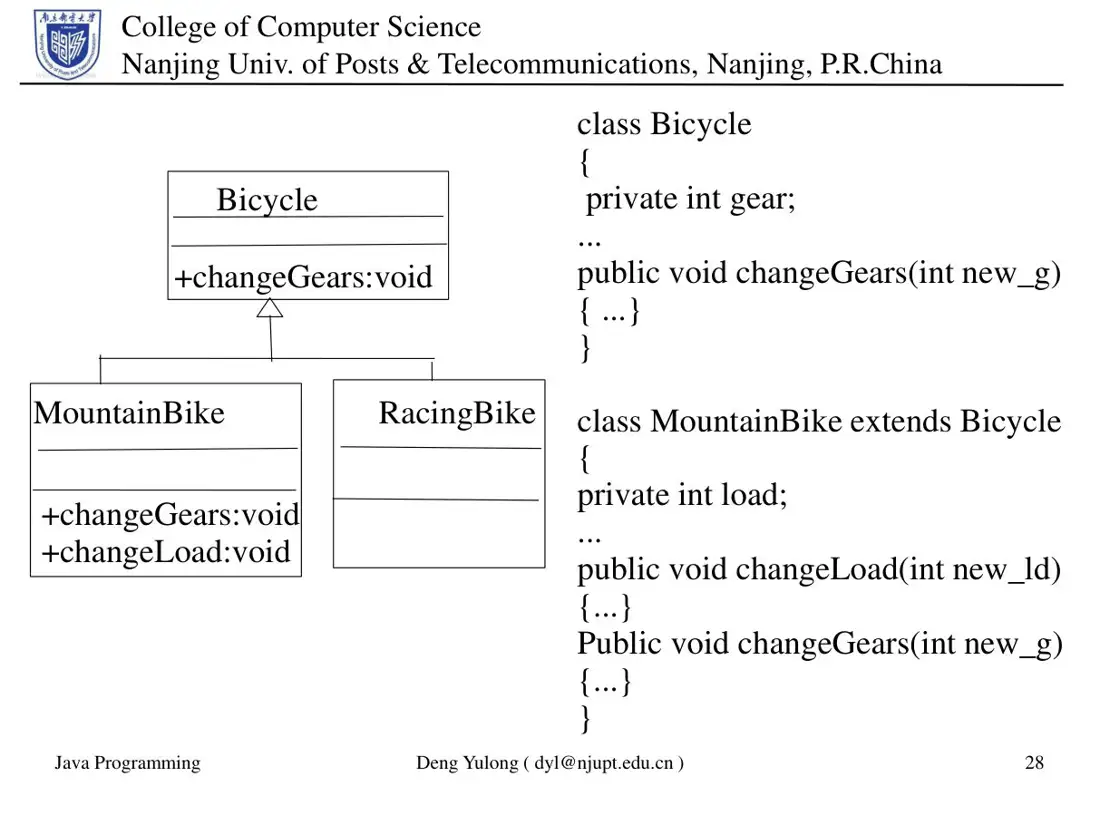 College of Computer Science
Nanjing Univ. of Posts & Telecommunications, Nanjing, P.R.China
Bicycle
+changeGears:void
MountainBike
+changeGears:void
+changeLoad:void
RacingBike
class Bicycle
{
private int gear;
...
public void changeGears(int new_g)
{ ...}
}
class MountainBike extends Bicycle
{
private int load;
...
public void changeLoad(int new_ld)
{...}
Public void changeGears(int new_g)
{...}
}
Java Programming
Deng Yulong ( dyl@njupt.edu.cn )
28